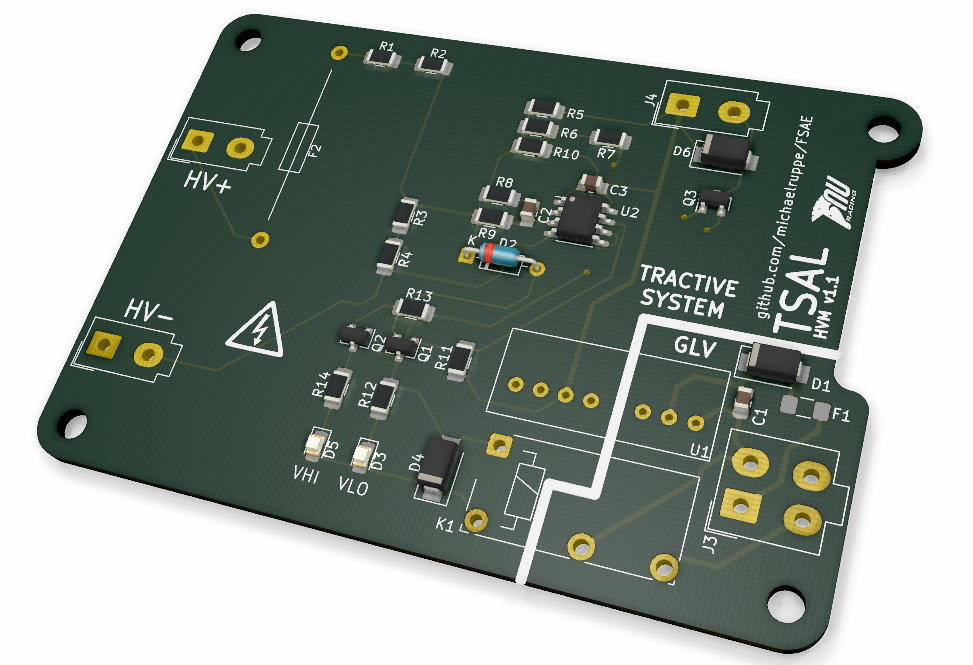 R1
R2
F2
HV+
HV-
R3
R4
R5
R6
R10
R7
R8
R9
C2
C3
U2
K
D2
J4
D6
Q3
R13
Q2
Q1
R11
R14
R12
D5
D3
VHI
VLO
D4
K1
TRACTIVE
SYSTEM
GLV
U1
C1
D1
F1
J3
github.com/michaelruppe/FSAE
TSAL
HVM v1.1
RACING